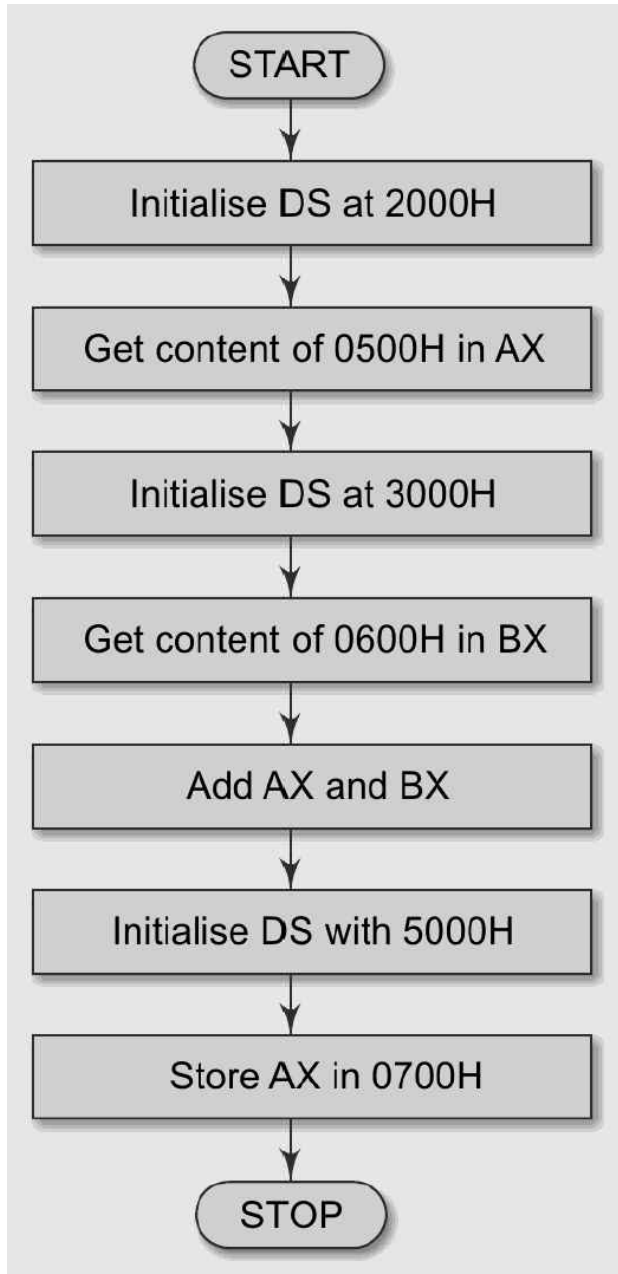 START
Initialise DS at 2000H
Get content of 0500H in AX
Initialise DS at 3000H
Get content of 0600H in BX
Add AX and BX
Initialise DS with 5000H
Store AX in 0700H
STOP